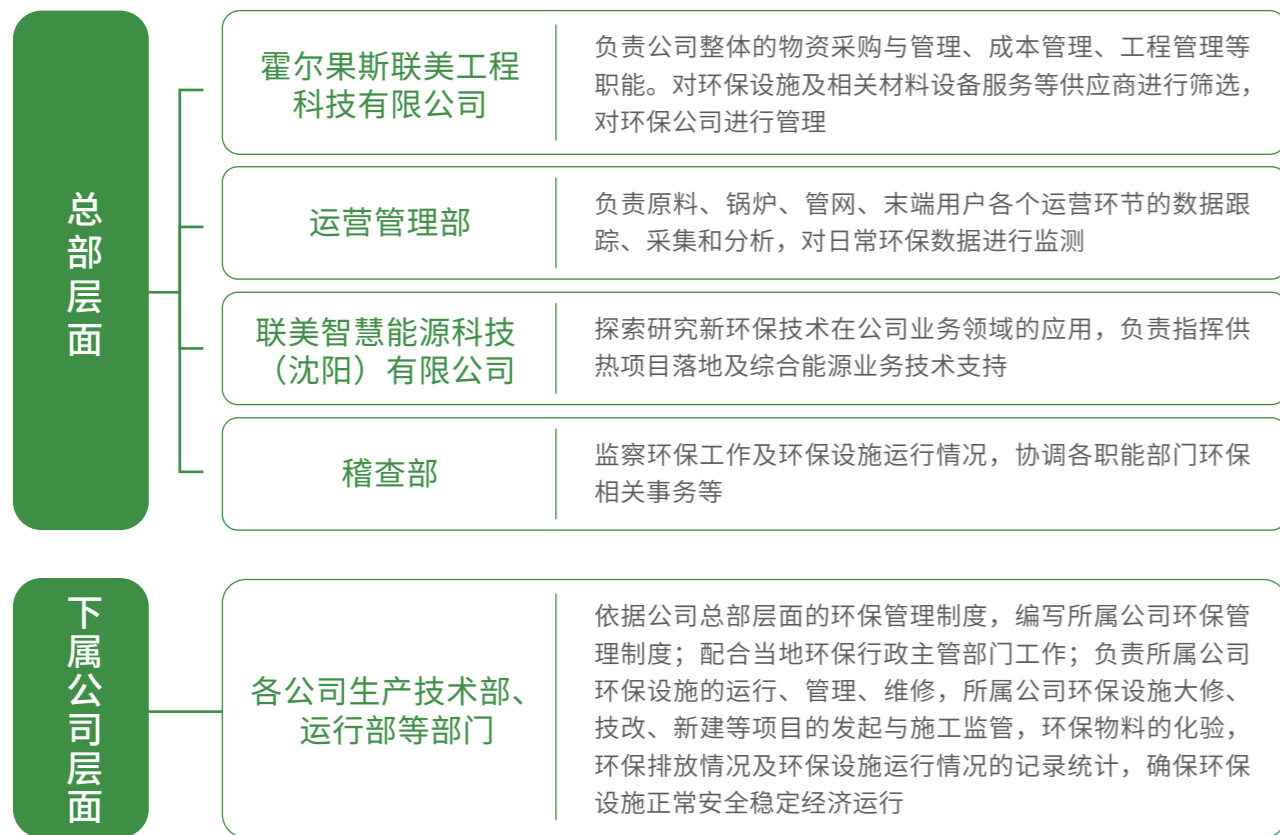 总部层面
霍尔果斯联美工程
科技有限公司
负责公司整体的物资采购与管理、成本管理、工程管理等
职能。对环保设施及相关材料设备服务等供应商进行筛选，
对环保公司进行管理
运营管理部
负责原料、锅炉、管网、末端用户各个运营环节的数据跟
踪、采集和分析，对日常环保数据进行监测
联美智慧能源科技
（沈阳）有限公司
探索研究新环保技术在公司业务领域的应用，负责指挥供
热项目落地及综合能源业务技术支持
稽查部
监察环保工作及环保设施运行情况，协调各职能部门环保
相关事务等
下属公司层面
各公司生产技术部、
运行部等部门
依据公司总部层面的环保管理制度，编写所属公司环保管
理制度；配合当地环保行政主管部门工作；负责所属公司
环保设施的运行、管理、维修，所属公司环保设施大修、
技改、新建等项目的发起与施工监管，环保物料的化验，
环保排放情况及环保设施运行情况的记录统计，确保环保
设施正常安全稳定经济运行